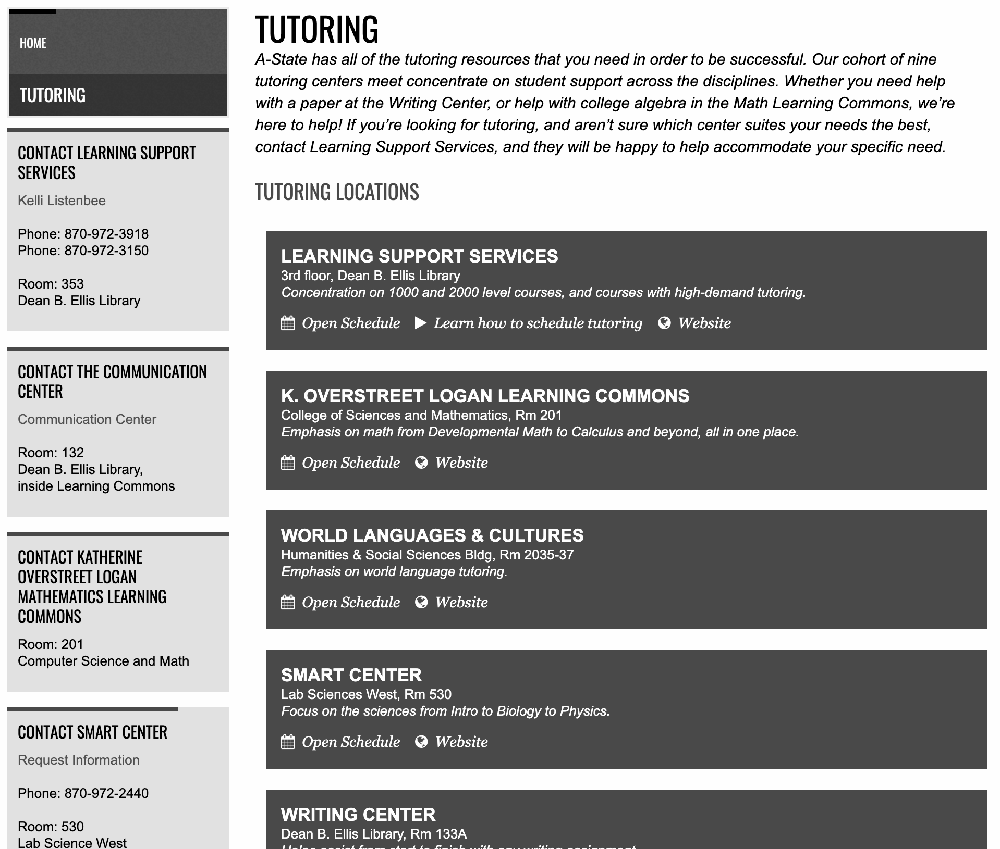 HOME
TUTORING
CONTACT LEARNING SUPPORT
SERVICES
Kelli Listenbee
Phone: 870-972-3918
Phone: 870-972-3150
Room: 353
Dean B. Ellis Library
CONTACT THE COMMUNICATION
CENTER
Communication Center
Room: 132
Dean B. Ellis Library,
inside Learning Commons
CONTACT KATHERINE
OVERSTREET LOGAN
MATHEMATICS LEARNING
COMMONS
Room: 201
Computer Science and Math
CONTACT SMART CENTER
Request Information
Phone: 870-972-2440
Room: 530
Lab Science West
TUTORING
A-State has all of the tutoring resources that you need in order to be successful. Our cohort of nine
tutoring centers meet concentrate on student support across the disciplines. Whether you need help
with a paper at the Writing Center, or help with college algebra in the Math Learning Commons, we’re
here to help! If you’re looking for tutoring, and aren’t sure which center suites your needs the best,
contact Learning Support Services, and they will be happy to help accommodate your specific need.
TUTORING LOCATIONS
LEARNING SUPPORT SERVICES
3rd floor, Dean B. Ellis Library
Concentration on 1000 and 2000 level courses, and courses with high-demand tutoring.
Open Schedule Learn how to schedule tutoring Website
K. OVERSTREET LOGAN LEARNING COMMONS
College of Sciences and Mathematics, Rm 201
Emphasis on math from Developmental Math to Calculus and beyond, all in one place.
Open Schedule Website
WORLD LANGUAGES & CULTURES
Humanities & Social Sciences Bldg, Rm 2035-37
Emphasis on world language tutoring.
Open Schedule Website
SMART CENTER
Lab Sciences West, Rm 530
Focus on the sciences from Intro to Biology to Physics.
Open Schedule Website
WRITING CENTER
Dean B. Ellis Library, Rm 133A
Helps assist from start to finish with any writing assignment